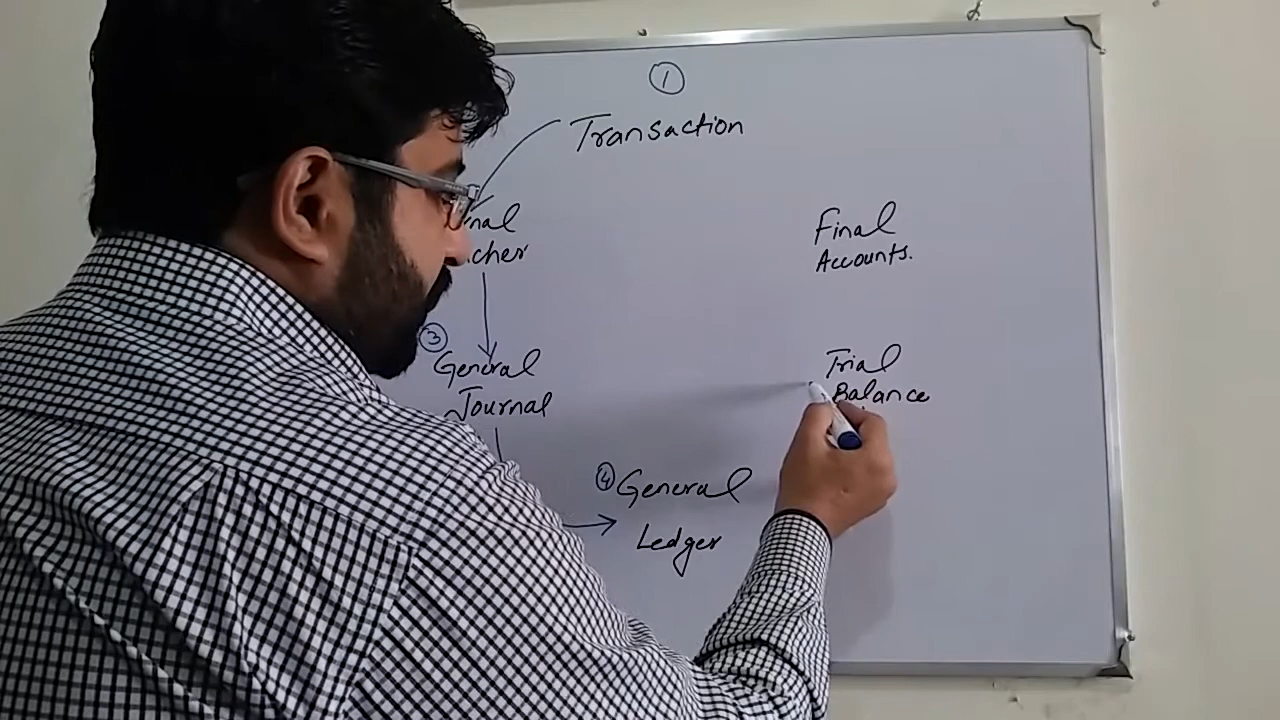 ①
Transaction
Final
Accounts.
③
General
Journal
Trial
Balance
④ General
Ledger